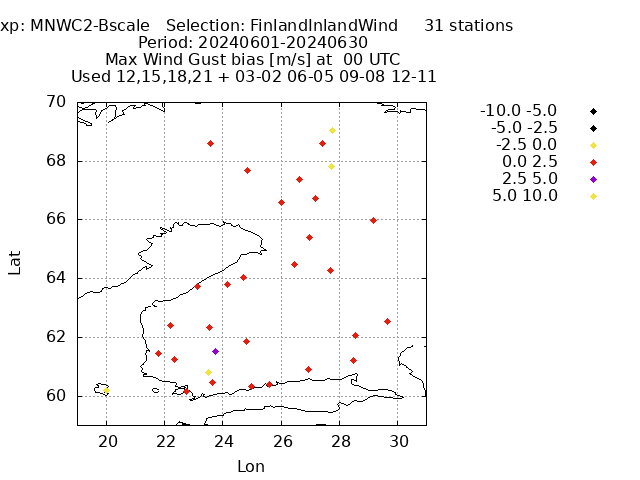 xp: MNWC2-Bscale   Selection: FinlandInlandWind      31 stations
Period: 20240601-20240630
Max Wind Gust bias [m/s] at  00 UTC
Used 12,15,18,21 + 03-02 06-05 09-08 12-11
-10.0 -5.0
-5.0 -2.5
-2.5 0.0
0.0 2.5
2.5 5.0
5.0 10.0
70
68
66
64
62
60
Lat
20 22 24 26 28 30
Lon